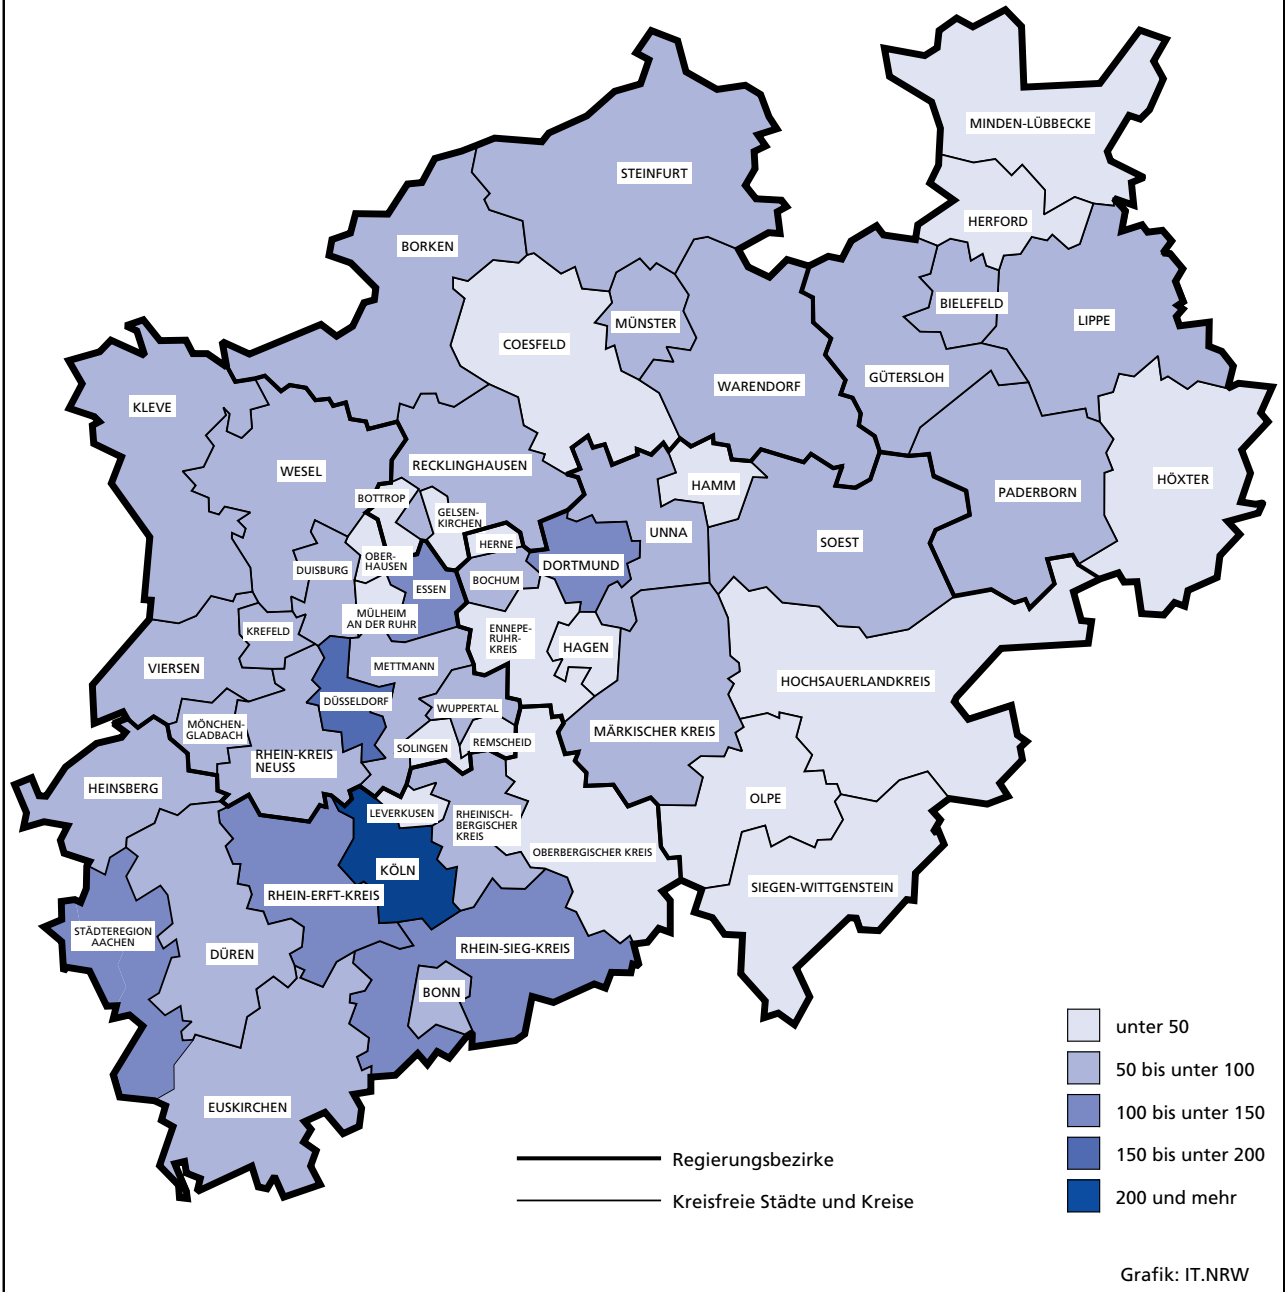 MINDEN-LÜBBECKE
STEINFURT
HERFORD
BORKEN
BIELEFELD
MÜNSTER
LIPPE
COESFELD
GÜTERSLOH
WARENDORF
KLEVE
RECKLINGHAUSEN
WESEL
HÖXTER
HAMM
PADERBORN
BOTTROP
GELSEN-
KIRCHEN
UNNA
SOEST
HERNE
OBER-
HAUSEN
DORTMUND
DUISBURG
BOCHUM
ESSEN
MÜLHEIM
AN DER RUHR
KREFELD
ENNEPE-
RUHR-
KREIS
HAGEN
VIERSEN
METTMANN
HOCHSAUERLANDKREIS
DÜSSELDORF
WUPPERTAL
MÖNCHEN-
GLADBACH
MÄRKISCHER KREIS
REMSCHEID
SOLINGEN
RHEIN-KREIS
NEUSS
HEINSBERG
OLPE
LEVERKUSEN
RHEINISCH-
BERGISCHER
KREIS
OBERBERGISCHER KREIS
KÖLN
SIEGEN-WITTGENSTEIN
RHEIN-ERFT-KREIS
STÄDTEREGION
AACHEN
RHEIN-SIEG-KREIS
DÜREN
BONN
EUSKIRCHEN
unter 50
50 bis unter 100
100 bis unter 150
150 bis unter 200
200 und mehr
Regierungsbezirke
Kreisfreie Städte und Kreise
Grafik: IT.NRW